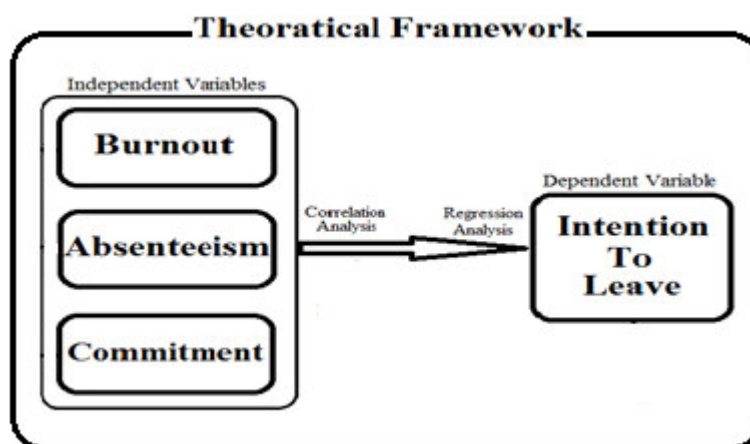 Theoratical Framework
Independent Variables
Burnout
Absenteeism
Commitment
Correlation
Analysis
Regression
Analysis
Dependent Variable
Intention
To
Leave